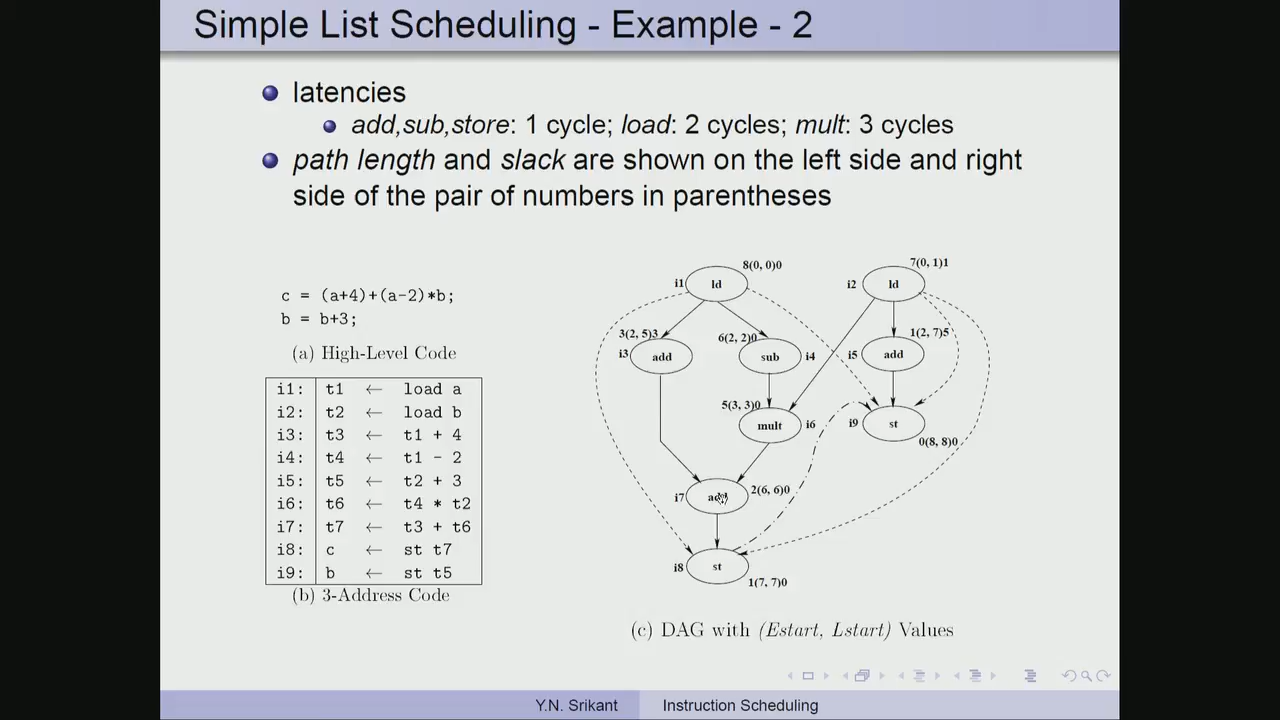 Simple List Scheduling - Example - 2
latencies
add,sub,store: 1 cycle; load: 2 cycles; mult: 3 cycles
path length and slack are shown on the left side and right
side of the pair of numbers in parentheses
c = (a+4)+(a-2)*b;
b = b+3;
(a) High-Level Code
i1: t1 ← load a
i2: t2 ← load b
i3: t3 ← t1 + 4
i4: t4 ← t1 - 2
i5: t5 ← t2 + 3
i6: t6 ← t4 * t2
i7: t7 ← t3 + t6
i8: c ← st t7
i9: b ← st t5
(b) 3-Address Code
8(0, 0)0
7(0, 1)1
i1 ld
i2 ld
3(2, 5)3
6(2, 2)0
1(2, 7)5
i3 add
sub i4
i5 add
5(3, 3)0
mult i6
i9 st
0(8, 8)0
i7 add
2(6, 6)0
i8 st
1(7, 7)0
(c) DAG with (Estart, Lstart) Values
Y.N. Srikant
Instruction Scheduling